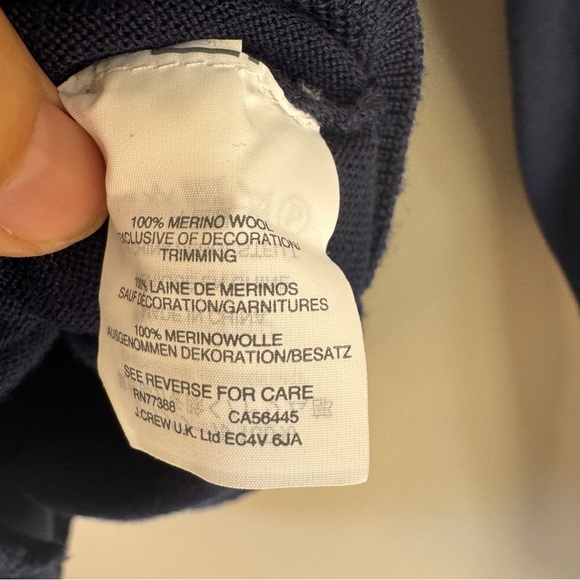 100% MERINO WOOL
EXCLUSIVE OF DECORATION/
TRIMMING
100% LAINE DE MERINOS
SAUF DÉCORATION/GARNITURES
100% MERINOWOLLE
AUSGENOMMEN DEKORATION/BESATZ
SEE REVERSE FOR CARE
RN77388 CA56445
J.CREW U.K. Ltd EC4V 6JA